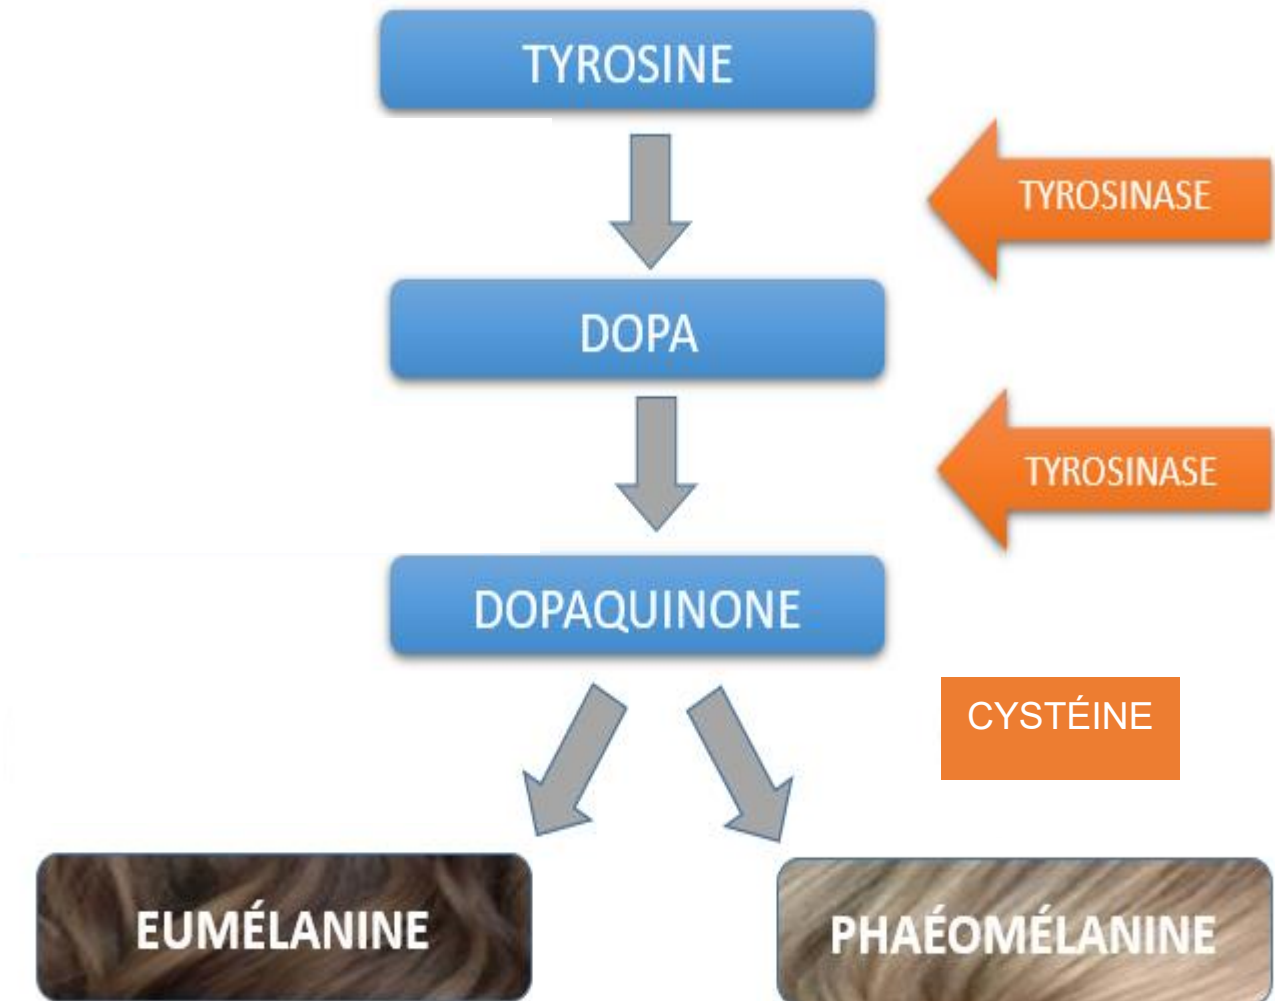 TYROSINE
TYROSINASE
DOPA
TYROSINASE
DOPAQUINONE
CYSTÉINE
EUMÉLANINE
PHAÉOMÉLANINE